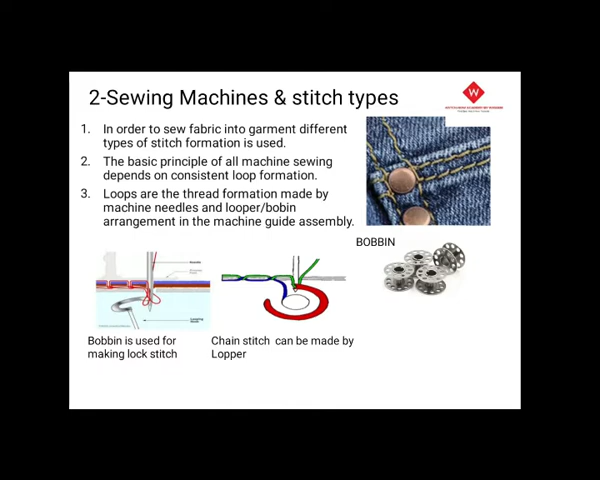 2-Sewing Machines & stitch types
W
1. In order to sew fabric into garment different
types of stitch formation is used.
2. The basic principle of all machine sewing
depends on consistent loop formation.
3. Loops are the thread formation made by
machine needles and looper/bobin
arrangement in the machine guide assembly.
BOBBIN
Bobbin is used for
making lock stitch
Chain stitch can be made by
Lopper